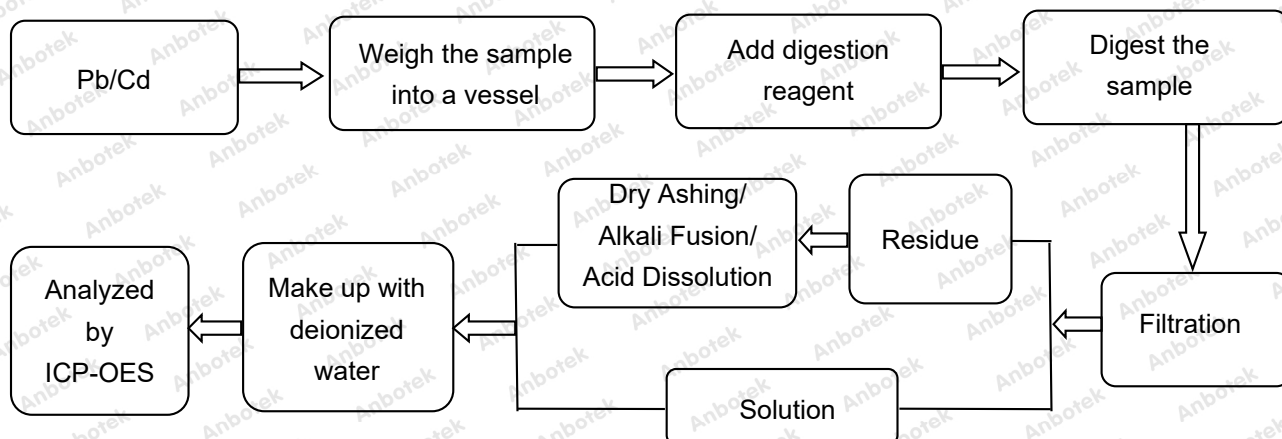 Pb/Cd
Weigh the sample
into a vessel
Add digestion
reagent
Digest the
sample
Filtration
Residue
Dry Ashing/
Alkali Fusion/
Acid Dissolution
Solution
Make up with
deionized
water
Analyzed
by
ICP-OES
Anbotek